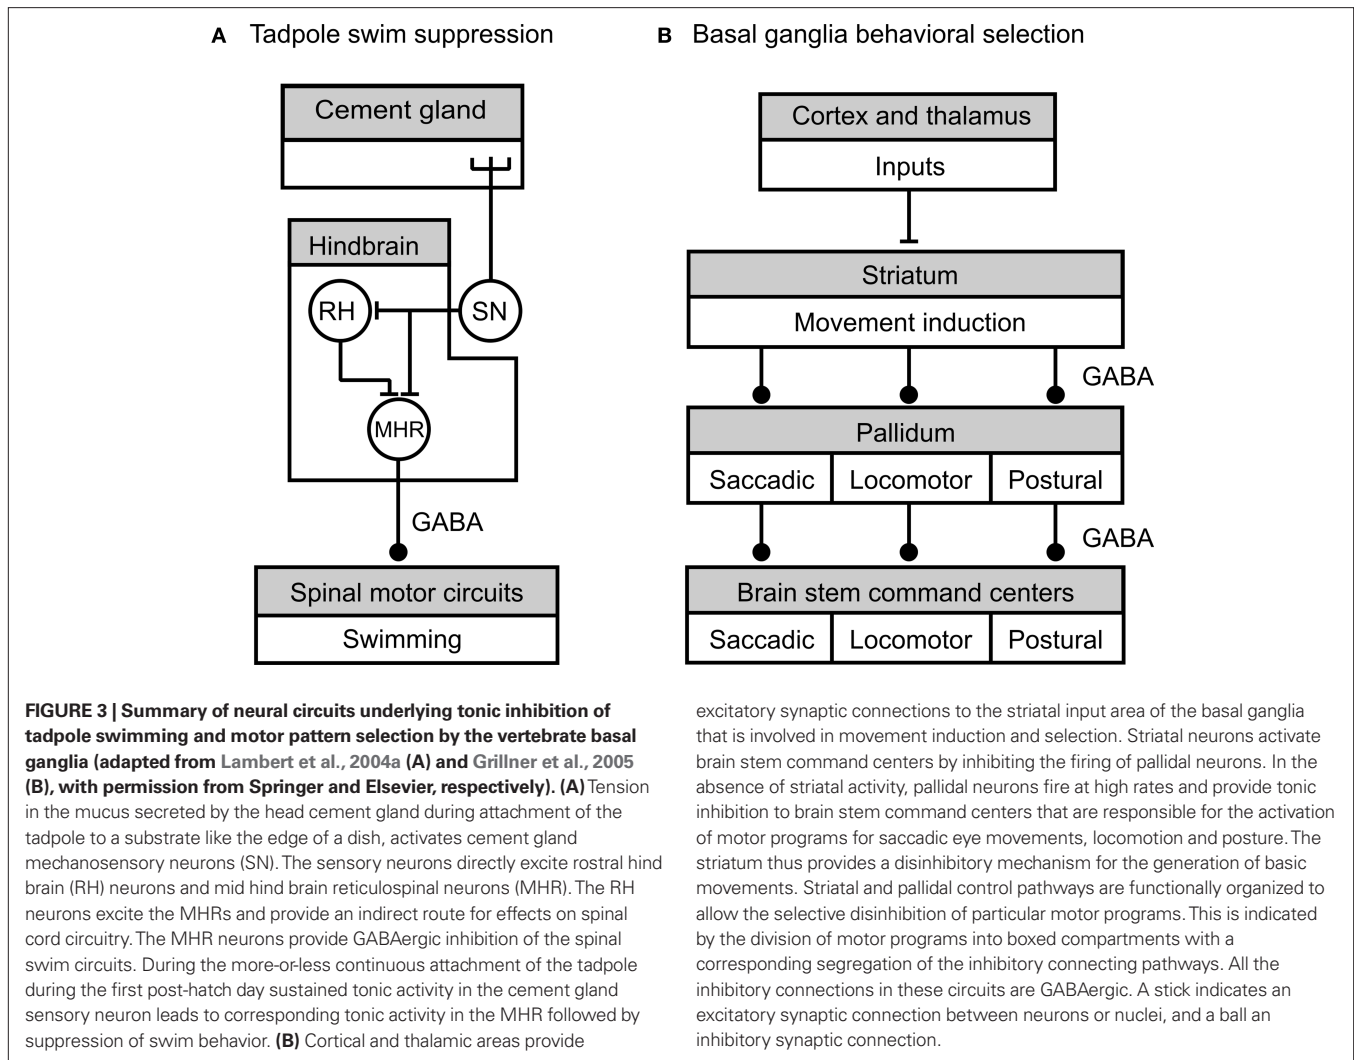 A Tadpole swim suppression
Cement gland
Hindbrain
RH
SN
MHR
GABA
Spinal motor circuits
Swimming
B Basal ganglia behavioral selection
Cortex and thalamus
Inputs
Striatum
Movement induction
GABA
Pallidum
Saccadic Locomotor Postural
GABA
Brain stem command centers
Saccadic Locomotor Postural
FIGURE 3 | Summary of neural circuits underlying tonic inhibition of
tadpole swimming and motor pattern selection by the vertebrate basal
ganglia (adapted from Lambert et al., 2004a (A) and Grillner et al., 2005
(B), with permission from Springer and Elsevier, respectively). (A) Tension
in the mucus secreted by the head cement gland during attachment of the
tadpole to a substrate like the edge of a dish, activates cement gland
mechanosensory neurons (SN). The sensory neurons directly excite rostral hind
brain (RH) neurons and mid hind brain reticulospinal neurons (MHR). The RH
neurons excite the MHRs and provide an indirect route for effects on spinal
cord circuitry. The MHR neurons provide GABAergic inhibition of the spinal
swim circuits. During the more-or-less continuous attachment of the tadpole
during the first post-hatch day sustained tonic activity in the cement gland
sensory neuron leads to corresponding tonic activity in the MHR followed by
suppression of swim behavior. (B) Cortical and thalamic areas provide
excitatory synaptic connections to the striatal input area of the basal ganglia
that is involved in movement induction and selection. Striatal neurons activate
brain stem command centers by inhibiting the firing of pallidal neurons. In the
absence of striatal activity, pallidal neurons fire at high rates and provide tonic
inhibition to brain stem command centers that are responsible for the activation
of motor programs for saccadic eye movements, locomotion and posture. The
striatum thus provides a disinhibitory mechanism for the generation of basic
movements. Striatal and pallidal control pathways are functionally organized to
allow the selective disinhibition of particular motor programs. This is indicated
by the division of motor programs into boxed compartments with a
corresponding segregation of the inhibitory connecting pathways. All the
inhibitory connections in these circuits are GABAergic. A stick indicates an
excitatory synaptic connection between neurons or nuclei, and a ball an
inhibitory synaptic connection.